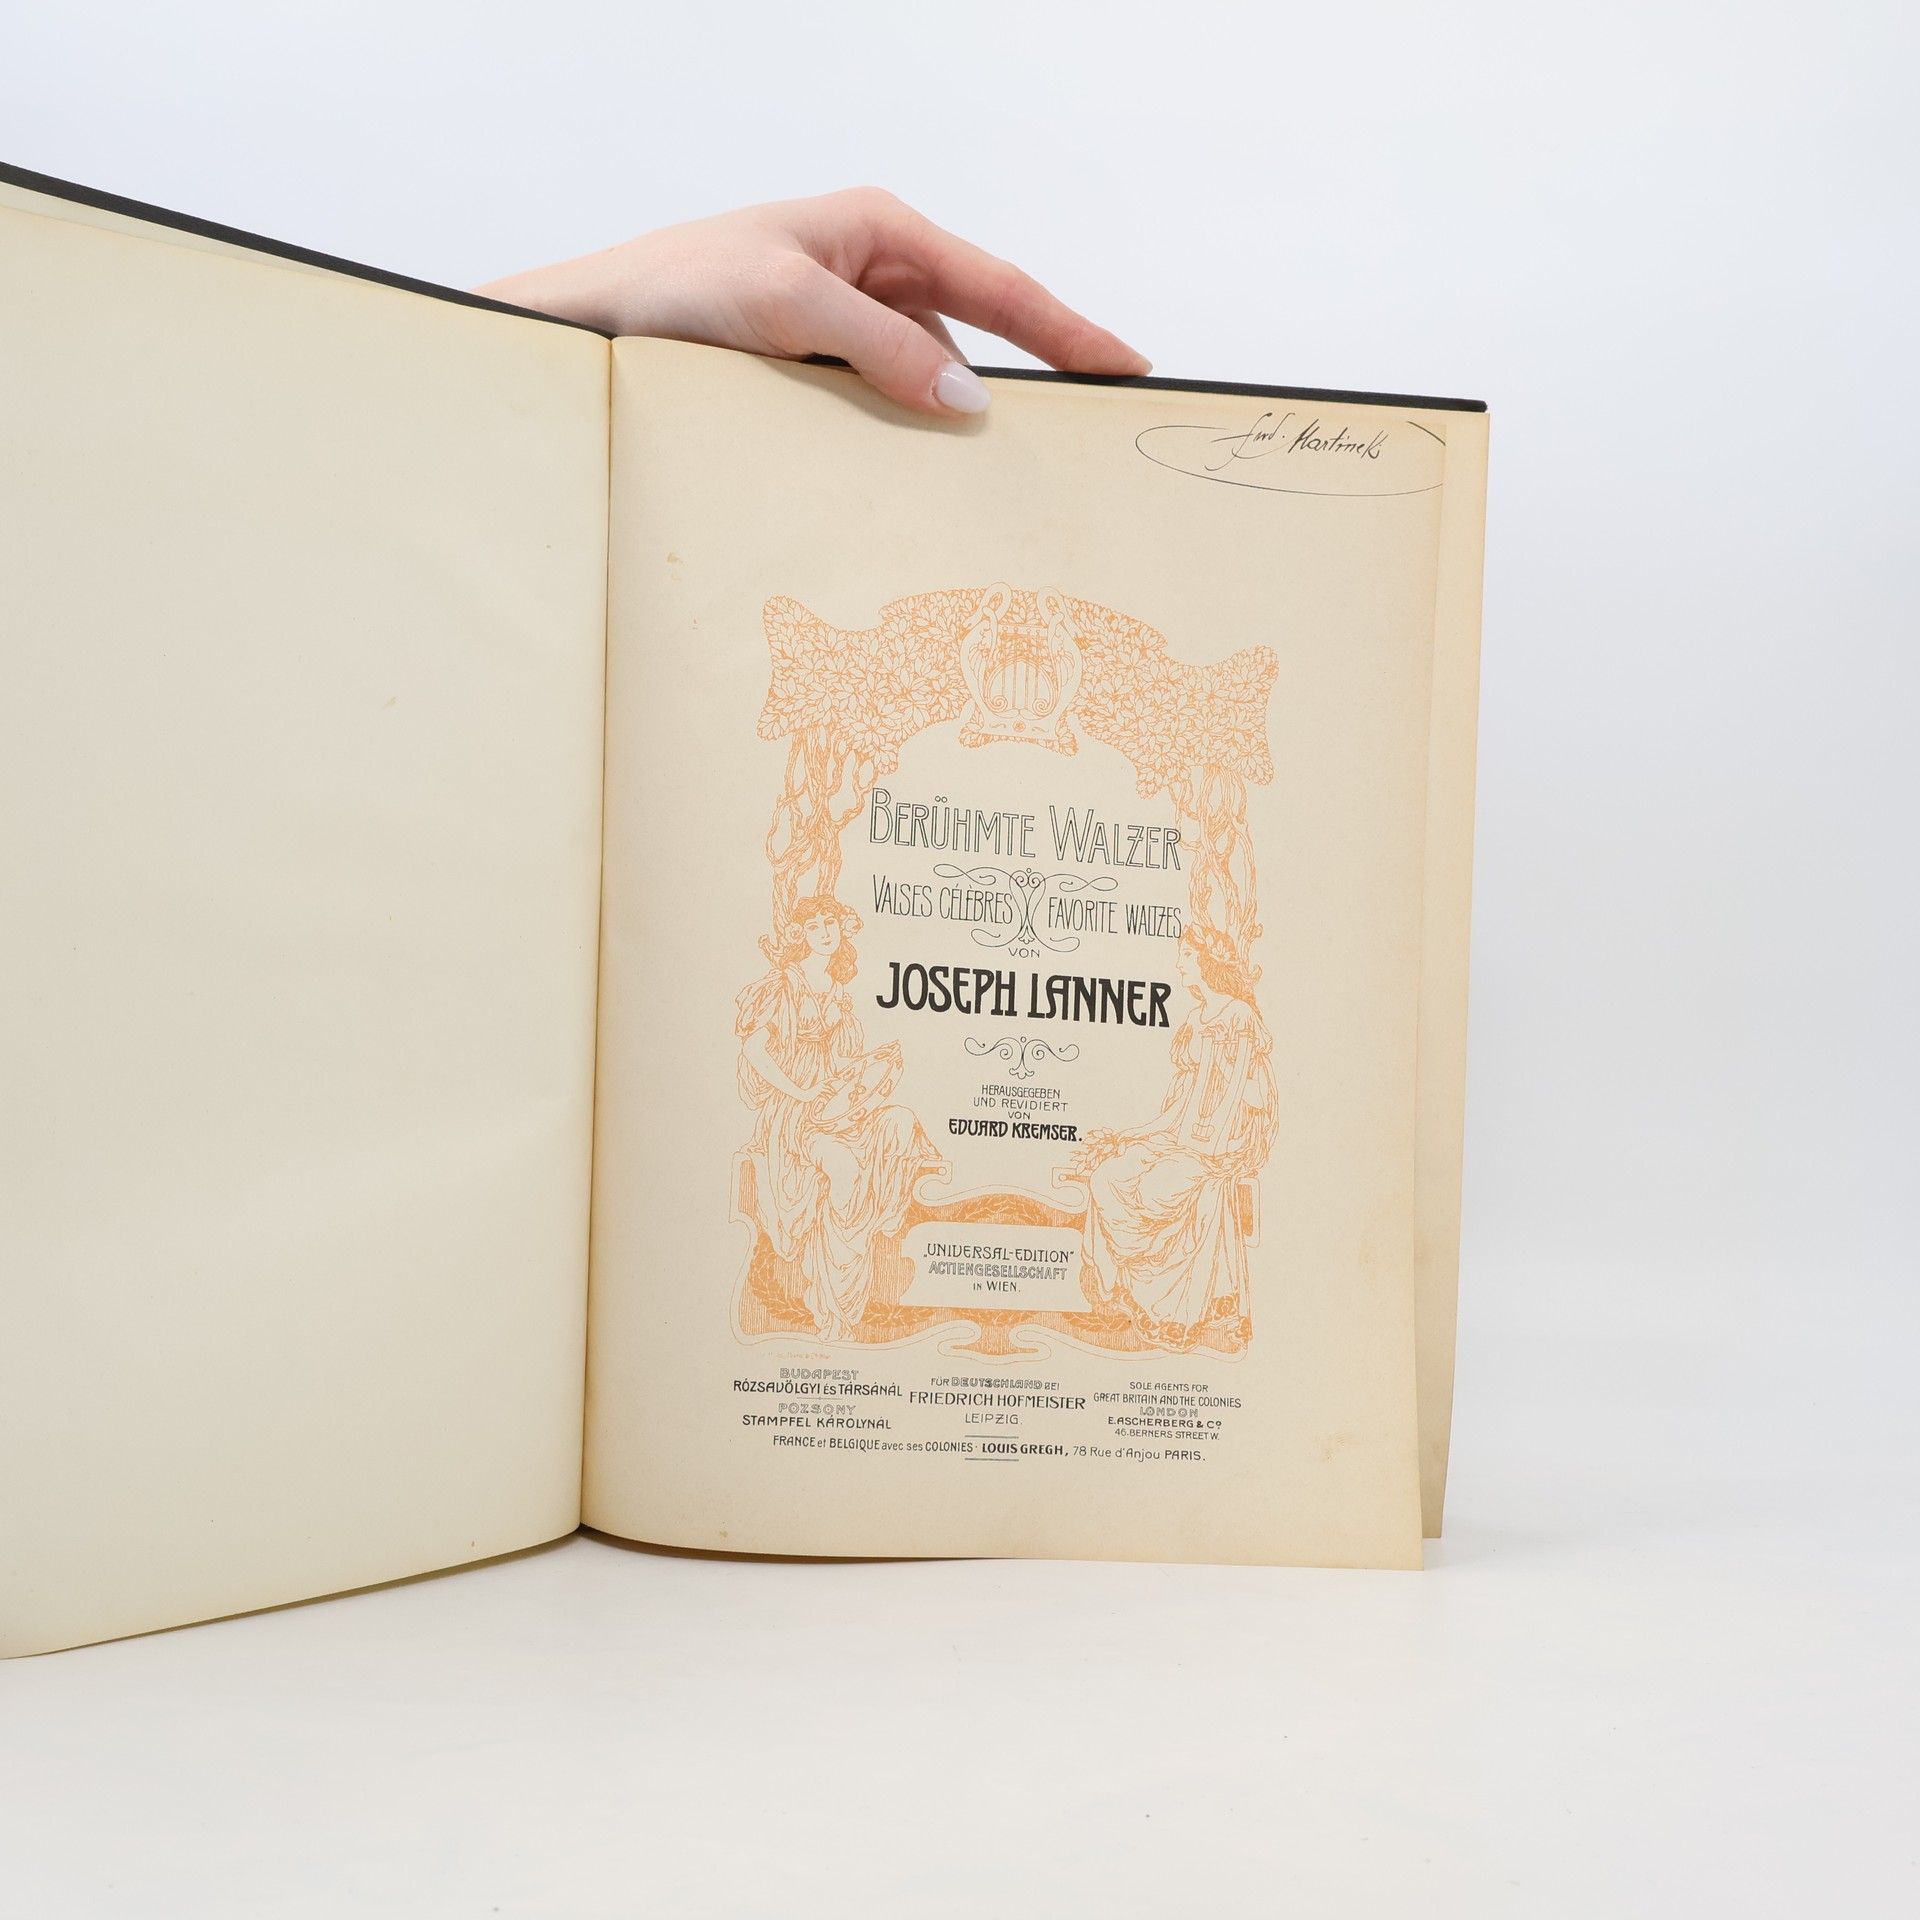 Ferd. Martinek
BERÜHMTE WALZER
VALSES CÉLÈBRES FAVORITE WALTZES
VON
JOSEPH LANNER
HERAUSGEGEBEN
UND REVIDIERT
VON
EDUARD KREMSER.
„UNIVERSAL-EDITION"
ACTIENGESELLSCHAFT
IN WIEN.
BUDAPEST
RÓZSAVÖLGYI ÉS TÁRSÁNÁL
POZSONY
STAMPFEL KÁROLYNÁL
FÜR DEUTSCHLAND BEI
FRIEDRICH HOFMEISTER
LEIPZIG.
SOLE AGENTS FOR
GREAT BRITAIN AND THE COLONIES
LONDON
E. ASCHERBERG & Co
46. BERNERS STREET W.
FRANCE et BELGIQUE avec ses COLONIES · LOUIS GREGH, 78 Rue d'Anjou PARIS.